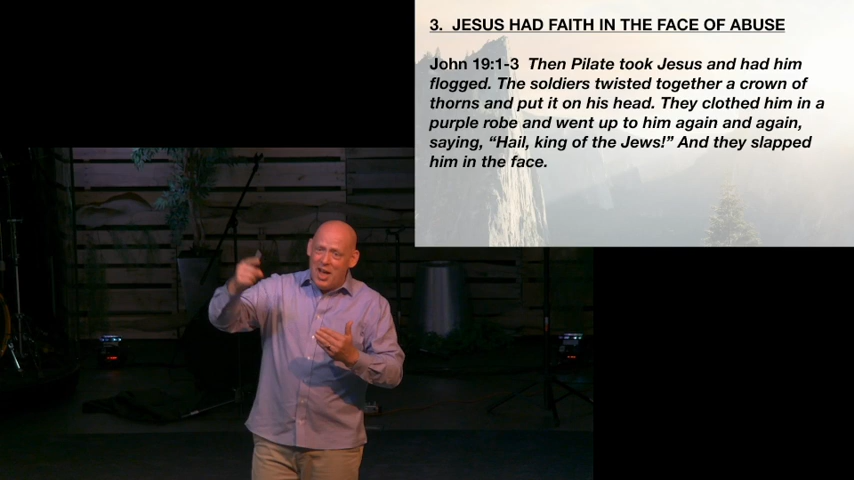 3. JESUS HAD FAITH IN THE FACE OF ABUSE
John 19:1-3 Then Pilate took Jesus and had him
flogged. The soldiers twisted together a crown of
thorns and put it on his head. They clothed him in a
purple robe and went up to him again and again,
saying, “Hail, king of the Jews!” And they slapped
him in the face.